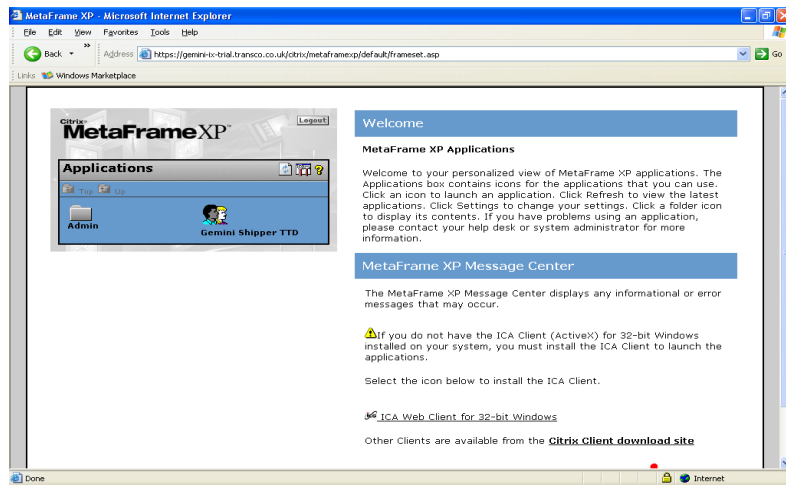 MetaFrame XP - Microsoft Internet Explorer
File Edit View Favorites Tools Help
Back » Address https://gemini-ix-trial.transco.co.uk/citrix/metaframexp/default/frameset.asp Go
Links Windows Marketplace
Citrix
MetaFrame XP™ Logout
Applications
Top Up
Admin
Gemini Shipper TTD
Welcome
MetaFrame XP Applications
Welcome to your personalized view of MetaFrame XP applications. The
Applications box contains icons for the applications that you can use.
Click an icon to launch an application. Click Refresh to view the latest
applications. Click Settings to change your settings. Click a folder icon
to display its contents. If you have problems using an application,
please contact your help desk or system administrator for more
information.
MetaFrame XP Message Center
The MetaFrame XP Message Center displays any informational or error
messages that may occur.
If you do not have the ICA Client (ActiveX) for 32-bit Windows
installed on your system, you must install the ICA Client to launch the
applications.
Select the icon below to install the ICA Client.
ICA Web Client for 32-bit Windows
Other Clients are available from the Citrix Client download site
Done Internet